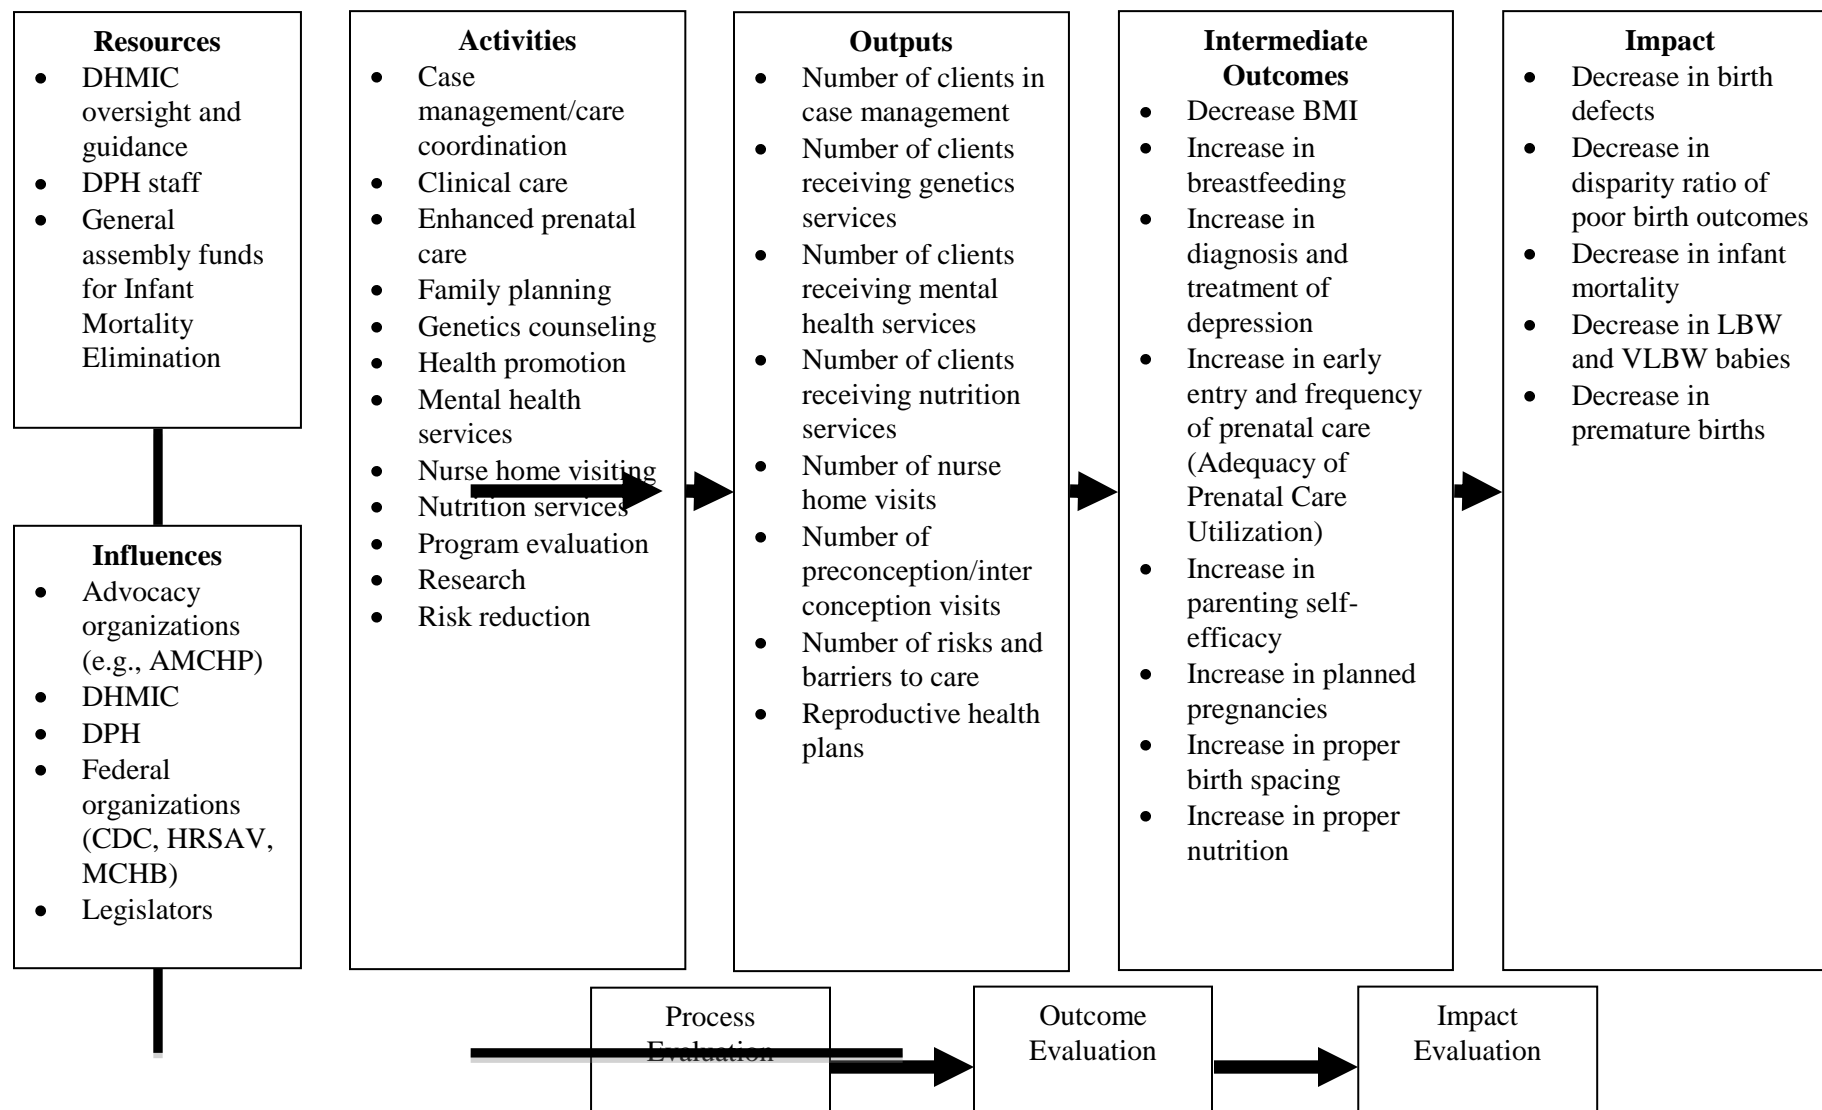 Resources
• DHMIC
oversight and
guidance
• DPH staff
• General
assembly funds
for Infant
Mortality
Elimination
Influences
• Advocacy
organizations
(e.g., AMCHP)
• DHMIC
• DPH
• Federal
organizations
(CDC, HRSAV,
MCHB)
• Legislators
Activities
• Case
management/care
coordination
• Clinical care
• Enhanced prenatal
care
• Family planning
• Genetics counseling
• Health promotion
• Mental health
services
• Nurse home visiting
• Nutrition services
• Program evaluation
• Research
• Risk reduction
Outputs
• Number of clients in
case management
• Number of clients
receiving genetics
services
• Number of clients
receiving mental
health services
• Number of clients
receiving nutrition
services
• Number of nurse
home visits
• Number of
preconception/inter
conception visits
• Number of risks and
barriers to care
• Reproductive health
plans
Intermediate
Outcomes
• Decrease BMI
• Increase in
breastfeeding
• Increase in
diagnosis and
treatment of
depression
• Increase in early
entry and frequency
of prenatal care
(Adequacy of
Prenatal Care
Utilization)
• Increase in
parenting self-
efficacy
• Increase in planned
pregnancies
• Increase in proper
birth spacing
• Increase in proper
nutrition
Impact
• Decrease in birth
defects
• Decrease in
disparity ratio of
poor birth outcomes
• Decrease in infant
mortality
• Decrease in LBW
and VLBW babies
• Decrease in
premature births
Process
Evaluation
Outcome
Evaluation
Impact
Evaluation